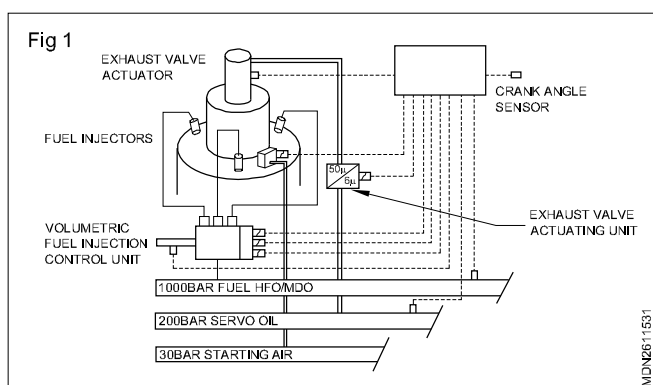 Fig 1
EXHAUST VALVE
ACTUATOR
CRANK ANGLE
SENSOR
FUEL INJECTORS
50µ
6µ
VOLUMETRIC
FUEL INJECTION
CONTROL UNIT
EXHAUST VALVE
ACTUATING UNIT
1000BAR FUEL HFO/MDO
200BAR SERVO OIL
30BAR STARTING AIR
MDN2611531